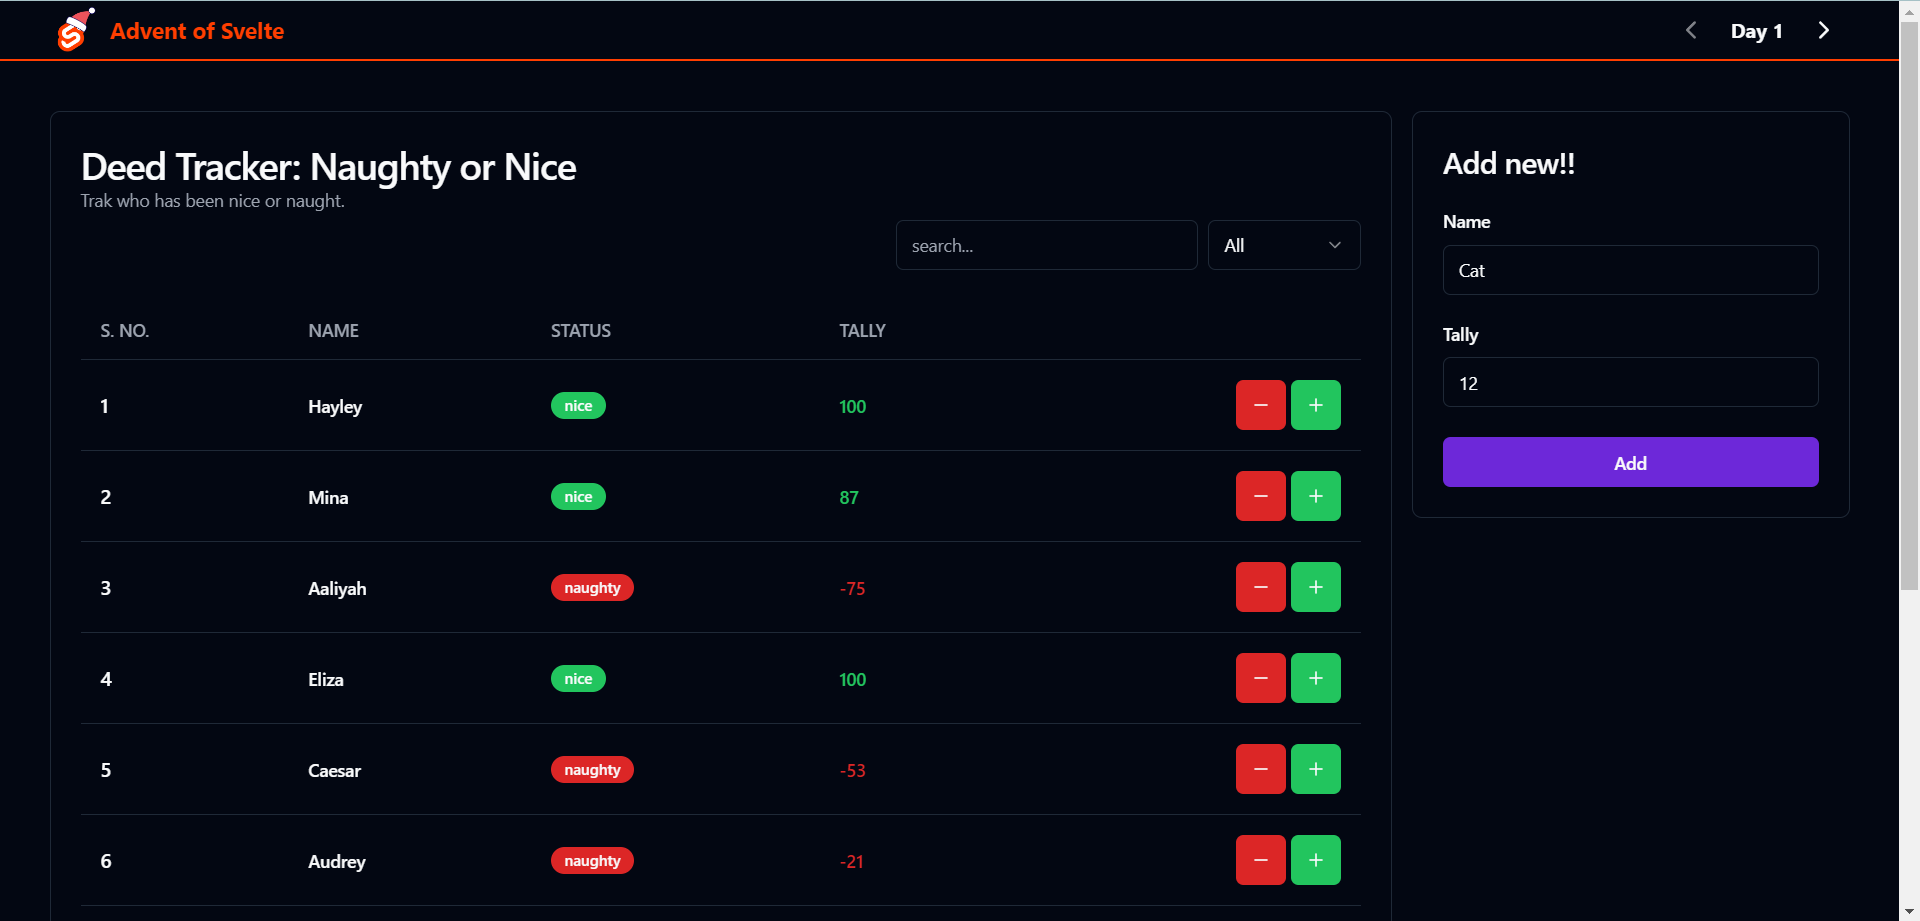 Advent of Svelte
Day 1
Deed Tracker: Naughty or Nice
Trak who has been nice or naught.
search...
All
S. NO. NAME STATUS TALLY
1 Hayley nice 100 − +
2 Mina nice 87 − +
3 Aaliyah naughty -75 − +
4 Eliza nice 100 − +
5 Caesar naughty -53 − +
6 Audrey naughty -21 − +
Add new!!
Name
Cat
Tally
12
Add